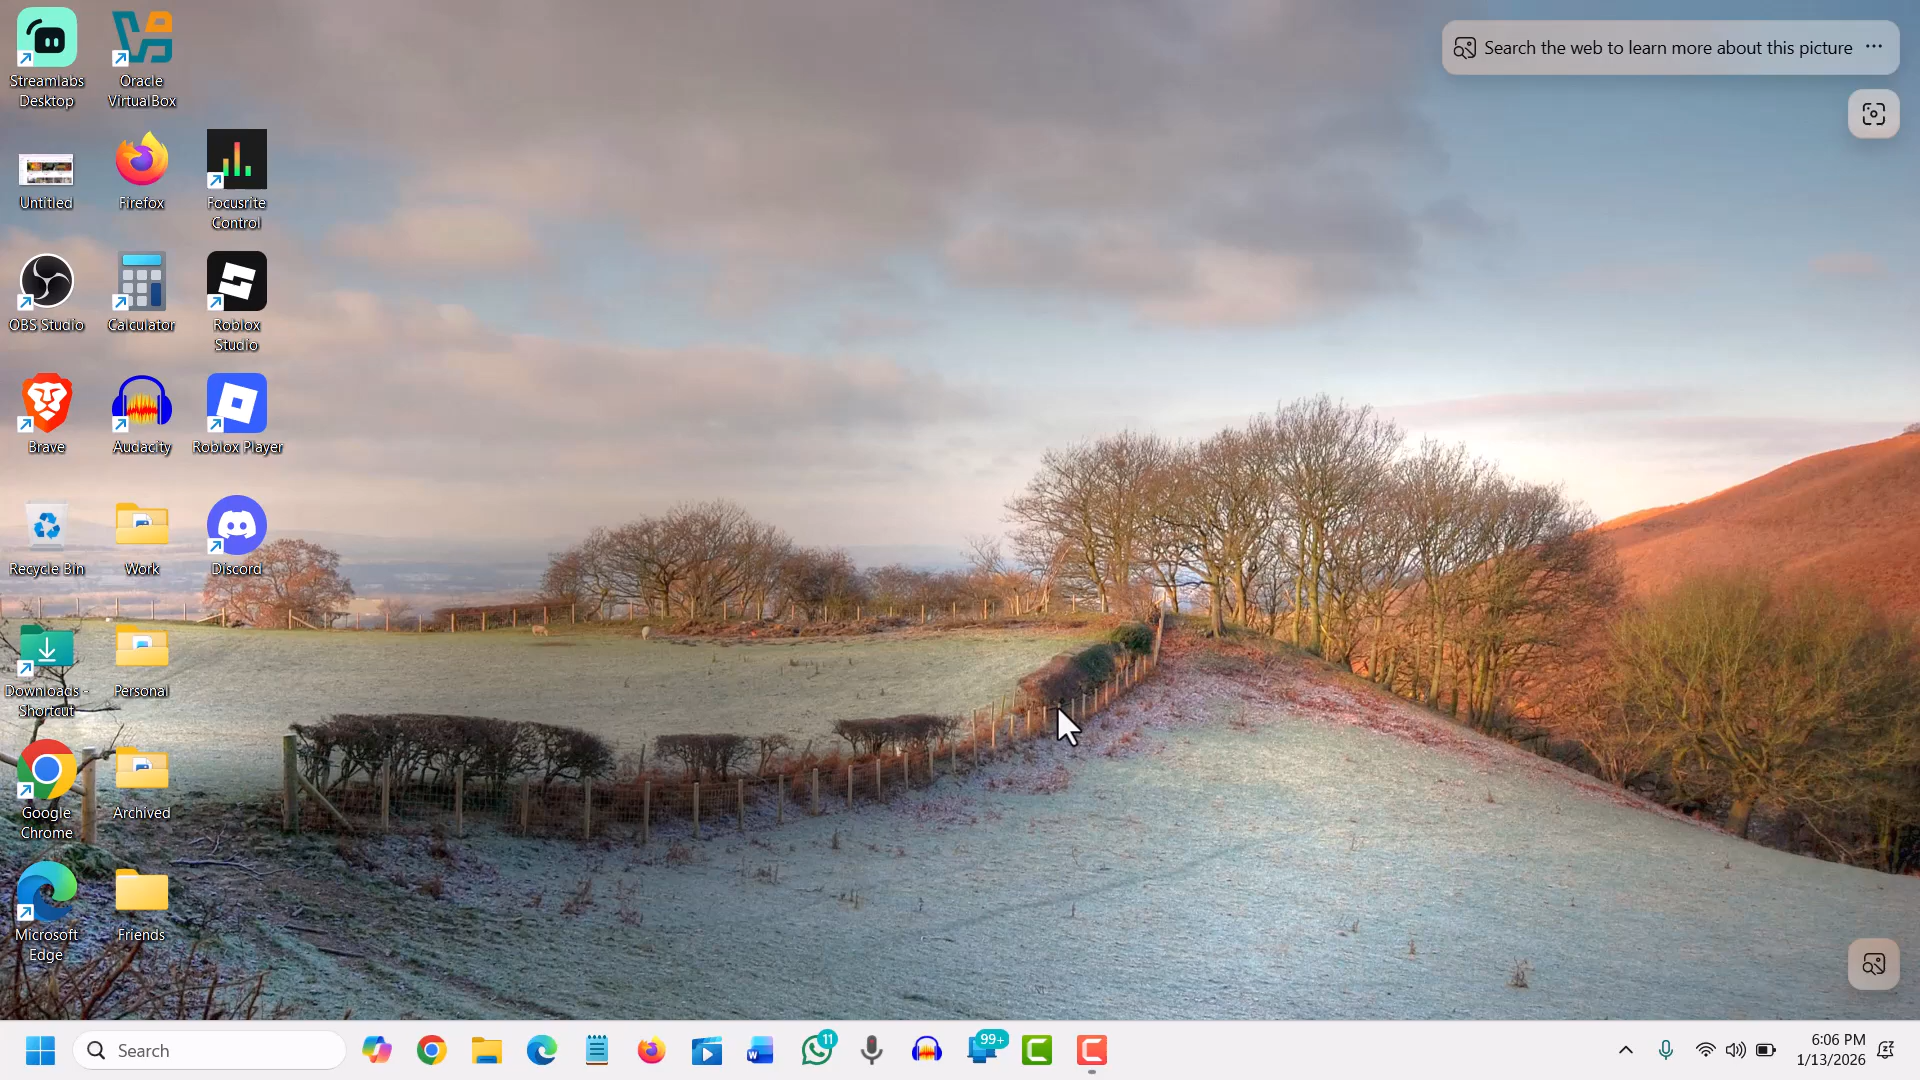 Streamlabs
Desktop
Oracle
VirtualBox
Search the web to learn more about this picture
Untitled
Firefox
Focusrite
Control
OBS Studio
Calculator
Roblox
Studio
Brave
Audacity
Roblox Player
Recycle Bin
Work
Discord
Downloads -
Shortcut
Personal
Google
Chrome
Archived
Microsoft
Edge
Friends
Search
11
99+
6:06 PM
1/13/2026